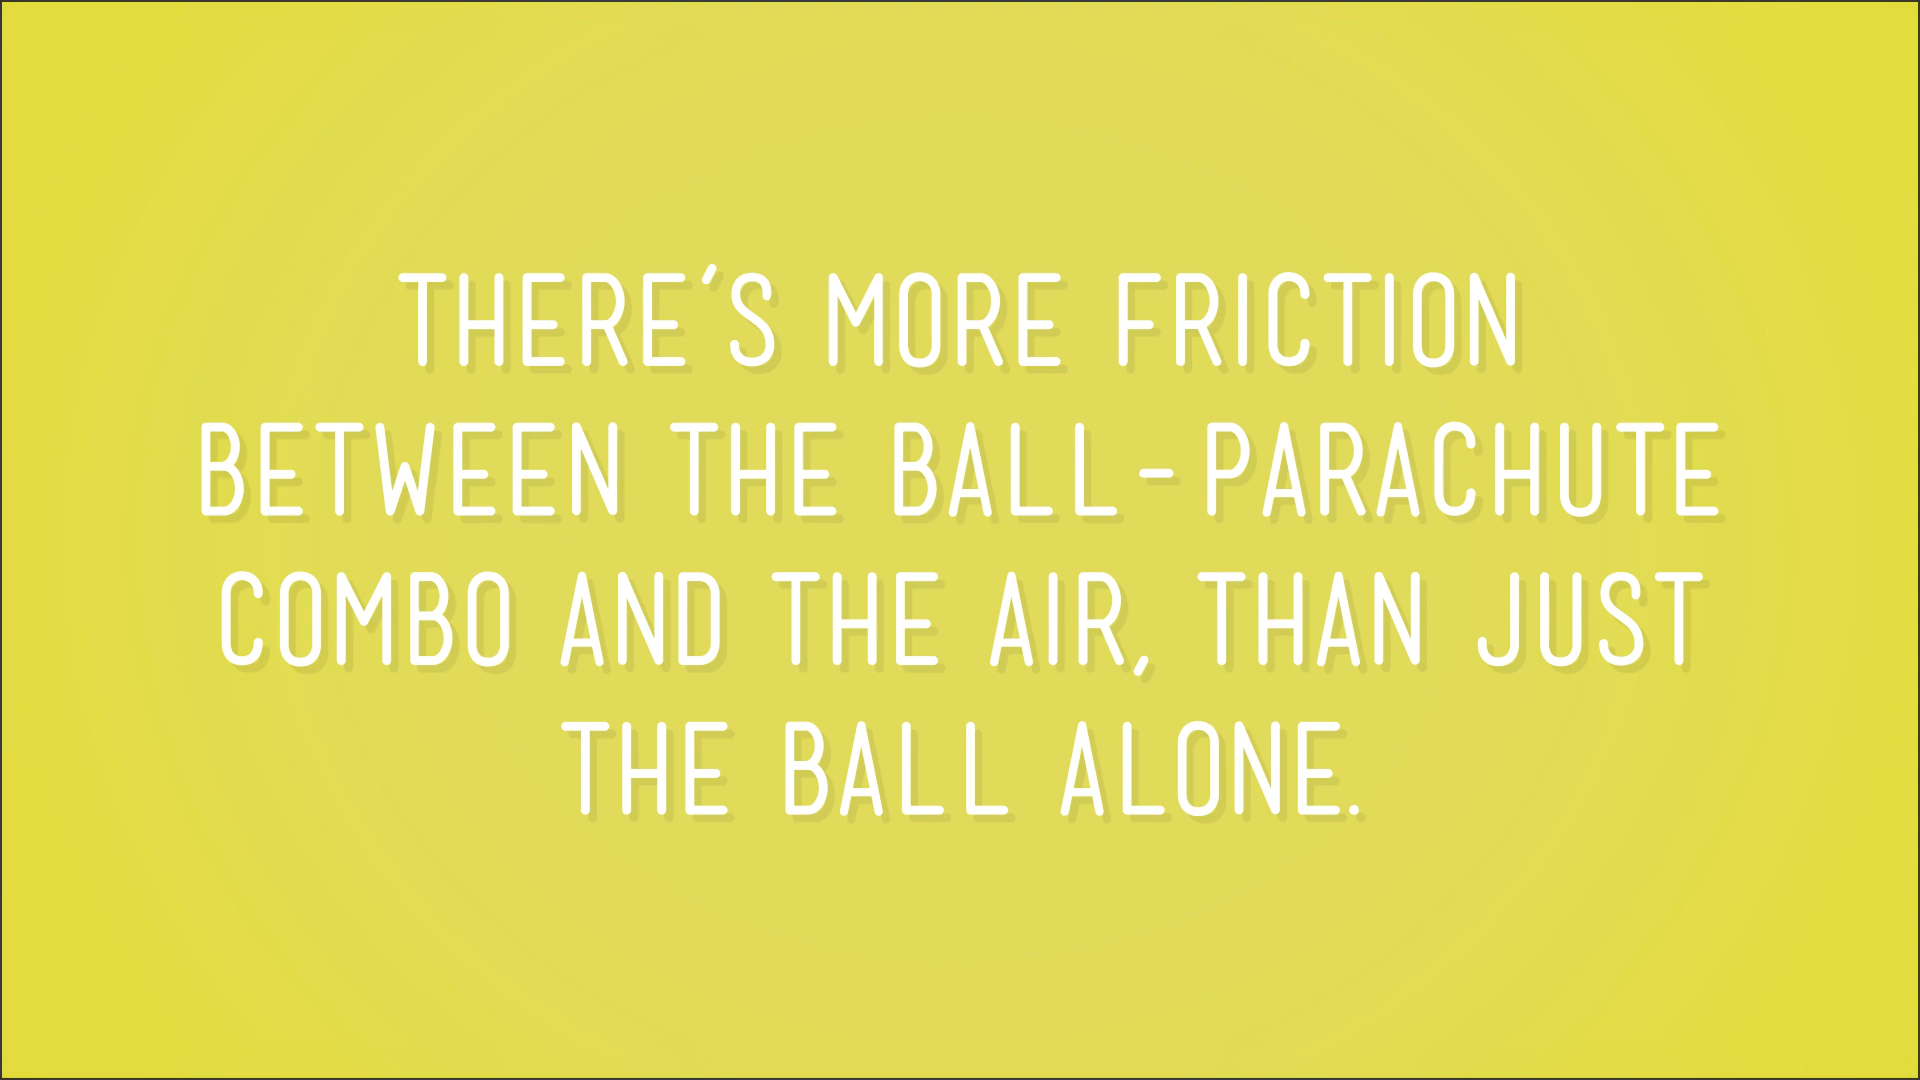 THERE'S MORE FRICTION
BETWEEN THE BALL-PARACHUTE
COMBO AND THE AIR, THAN JUST
THE BALL ALONE.